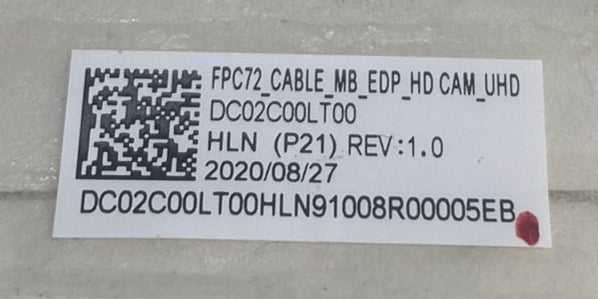 FPC72_CABLE_MB_EDP_HD CAM_UHD
DC02C00LT00
HLN (P21) REV:1.0
2020/08/27
DC02C00LT00HLN91008R00005EB